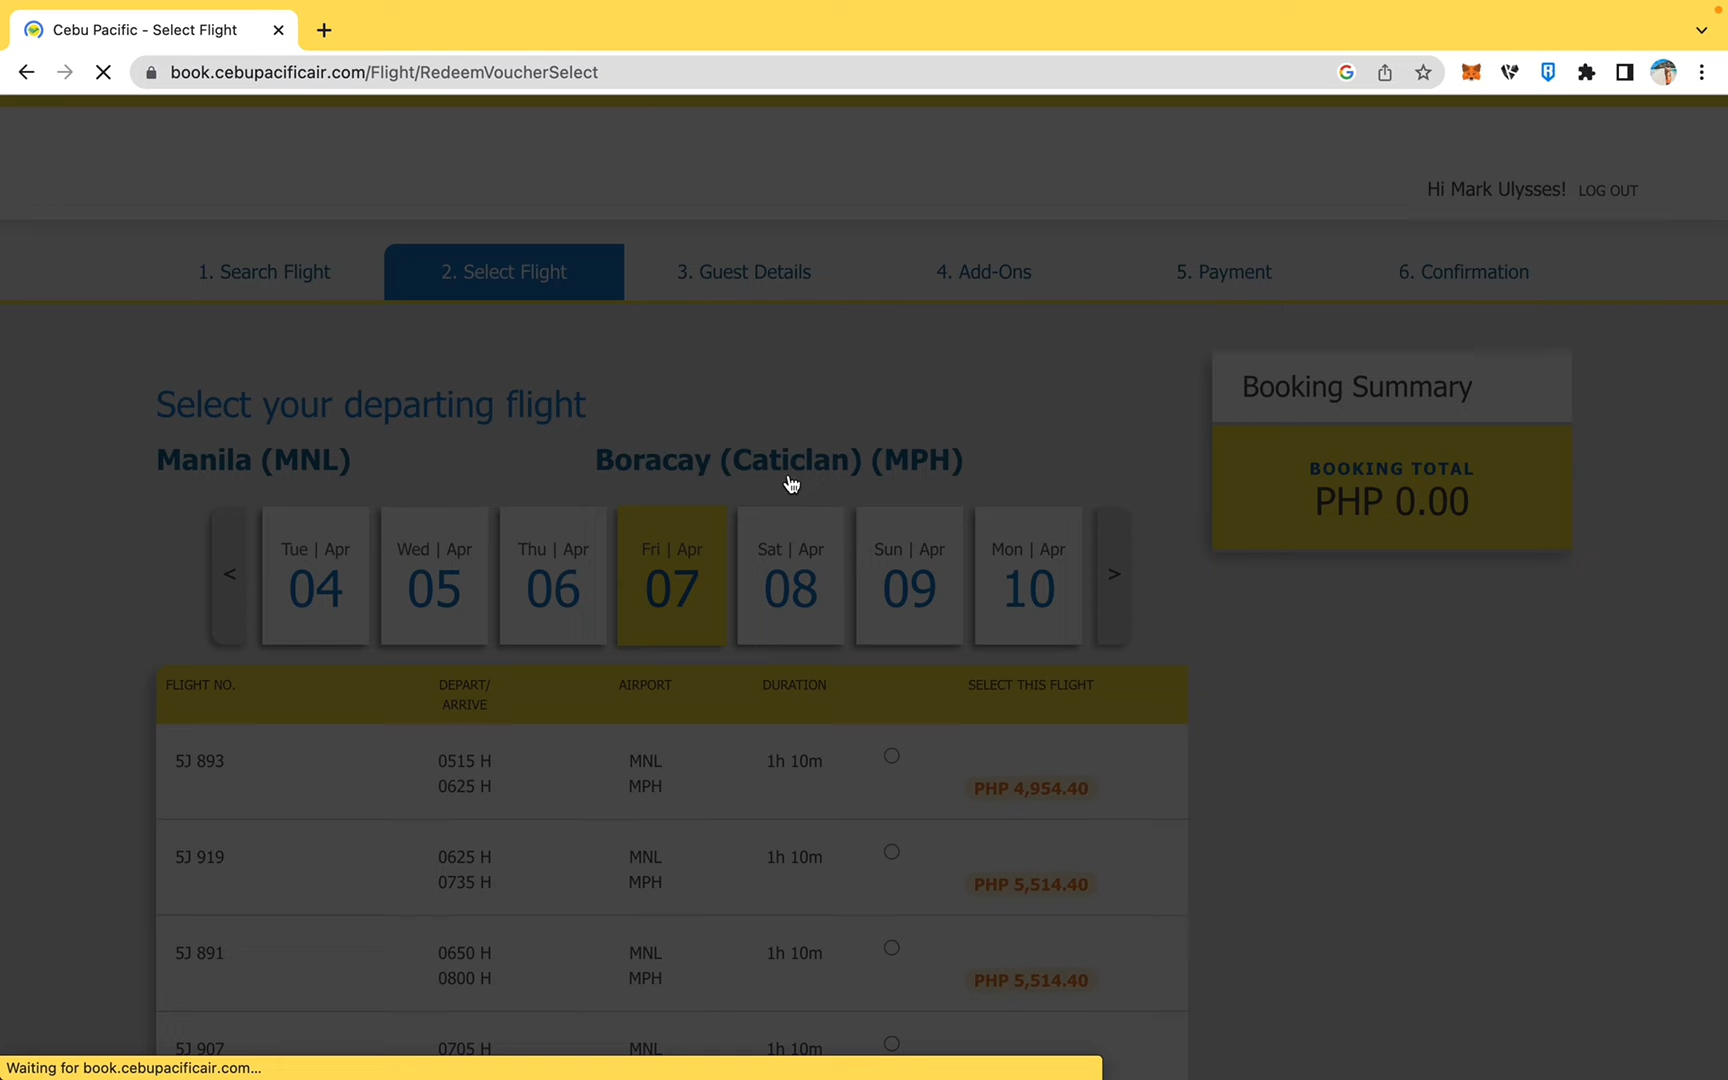 Cebu Pacific - Select Flight
book.cebupacificair.com/Flight/RedeemVoucherSelect
Hi Mark Ulysses! LOG OUT
1. Search Flight 2. Select Flight 3. Guest Details 4. Add-Ons 5. Payment 6. Confirmation
Select your departing flight
Booking Summary
Manila (MNL) Boracay (Caticlan) (MPH)
BOOKING TOTAL
PHP 0.00
< Tue | Apr 04 Wed | Apr 05 Thu | Apr 06 Fri | Apr 07 Sat | Apr 08 Sun | Apr 09 Mon | Apr 10 >
FLIGHT NO. DEPART/ AIRPORT DURATION SELECT THIS FLIGHT
ARRIVE
5J 893 0515 H MNL 1h 10m
0625 H MPH PHP 4,954.40
5J 919 0625 H MNL 1h 10m
0735 H MPH PHP 5,514.40
5J 891 0650 H MNL 1h 10m
0800 H MPH PHP 5,514.40
5J 907 0705 H MNL 1h 10m
Waiting for book.cebupacificair.com...